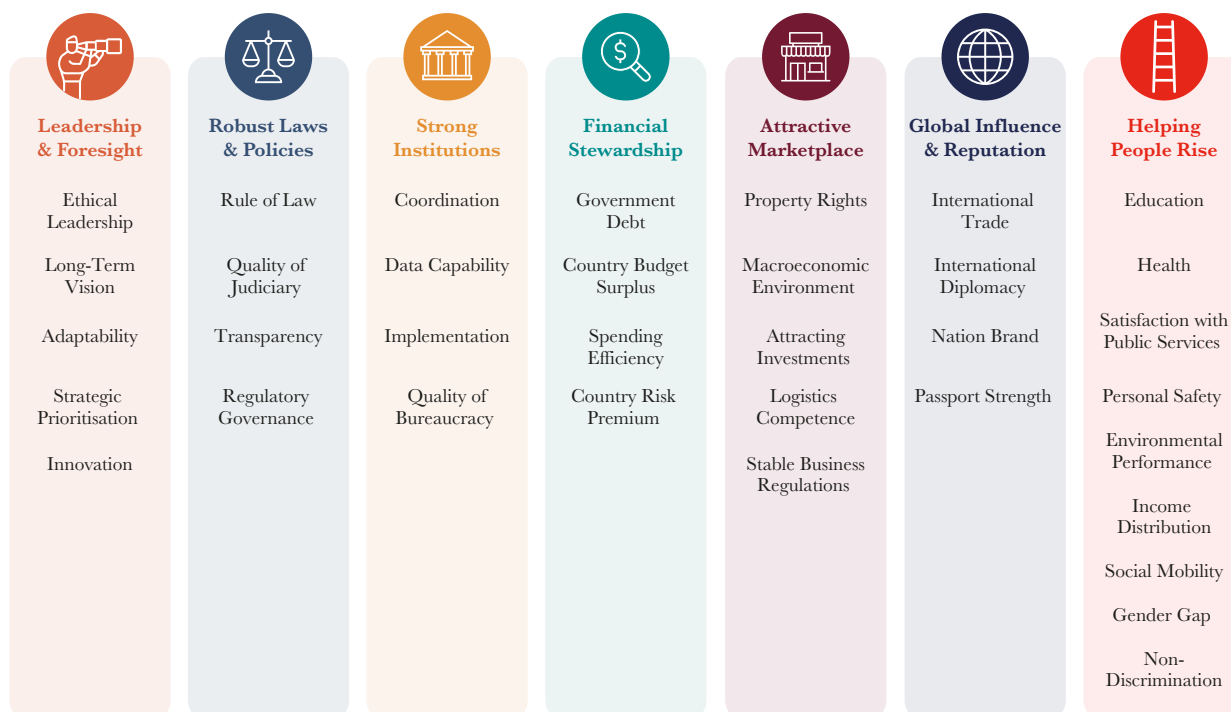 Leadership
& Foresight
Ethical
Leadership
Long-Term
Vision
Adaptability
Strategic
Prioritisation
Innovation
Robust Laws
& Policies
Rule of Law
Quality of
Judiciary
Transparency
Regulatory
Governance
Strong
Institutions
Coordination
Data Capability
Implementation
Quality of
Bureaucracy
$
Financial
Stewardship
Government
Debt
Country Budget
Surplus
Spending
Efficiency
Country Risk
Premium
Attractive
Marketplace
Property Rights
Macroeconomic
Environment
Attracting
Investments
Logistics
Competence
Stable Business
Regulations
Global Influence
& Reputation
International
Trade
International
Diplomacy
Nation Brand
Passport Strength
Helping
People Rise
Education
Health
Satisfaction with
Public Services
Personal Safety
Environmental
Performance
Income
Distribution
Social Mobility
Gender Gap
Non-
Discrimination